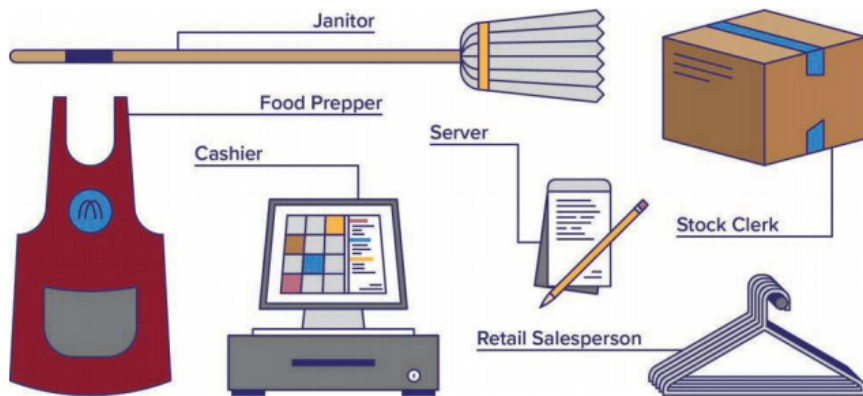 Janitor
Food Prepper
Cashier
Server
Stock Clerk
Retail Salesperson